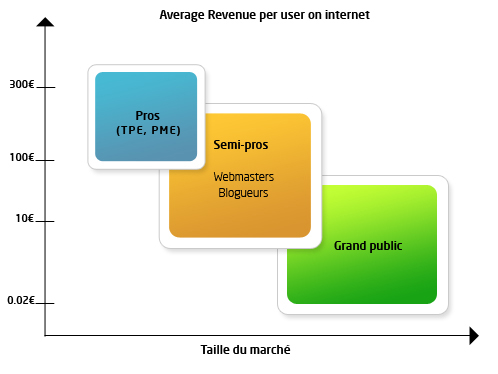 Average Revenue per user on internet
300€
Pros
(TPE, PME)
Semi-pros
100€
Webmasters
Blogueurs
10€
Grand public
0.02€
Taille du marché